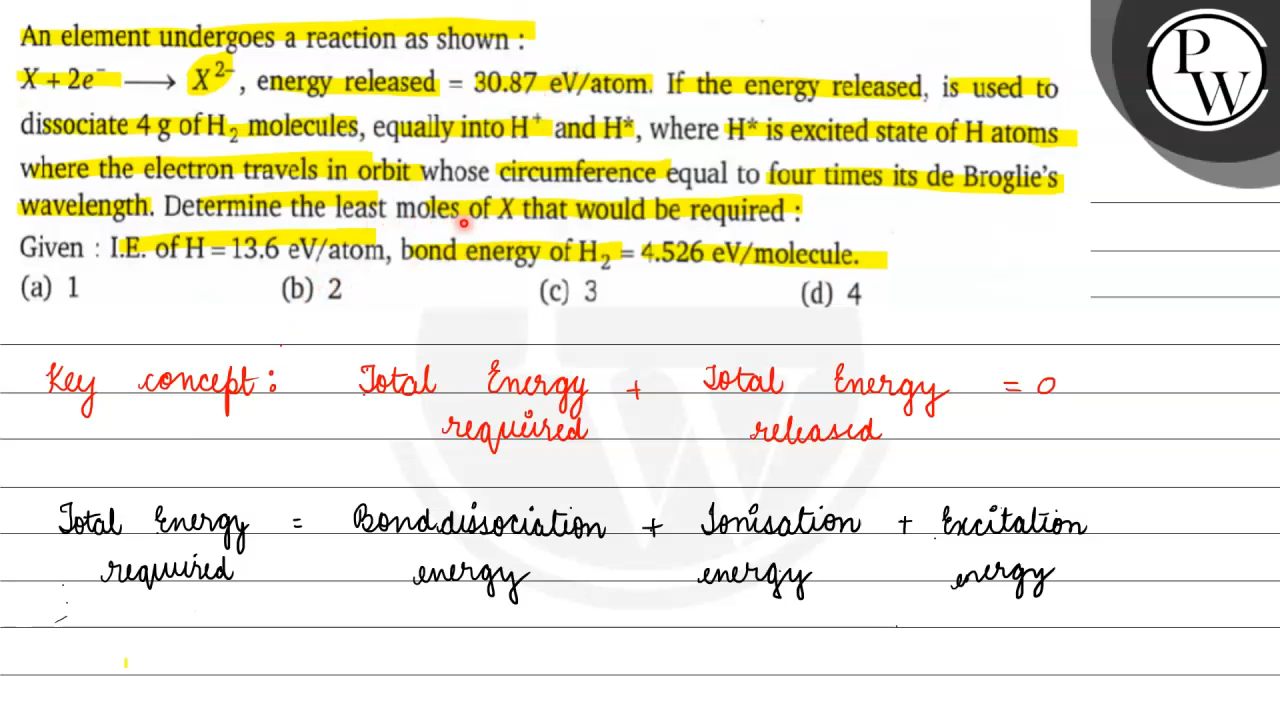 An element undergoes a reaction as shown :
X + 2e⁻ ⟶ X²⁻, energy released = 30.87 eV/atom. If the energy released, is used to
dissociate 4 g of H₂ molecules, equally into H⁺ and H*, where H* is excited state of H atoms
where the electron travels in orbit whose circumference equal to four times its de Broglie's
wavelength. Determine the least moles of X that would be required :
Given : I.E. of H = 13.6 eV/atom, bond energy of H₂ = 4.526 eV/molecule.
(a) 1 (b) 2 (c) 3 (d) 4
PW
Key concept: Total Energy required + Total Energy released = 0
Total Energy required = Bond dissociation energy + Ionisation energy + Excitation energy